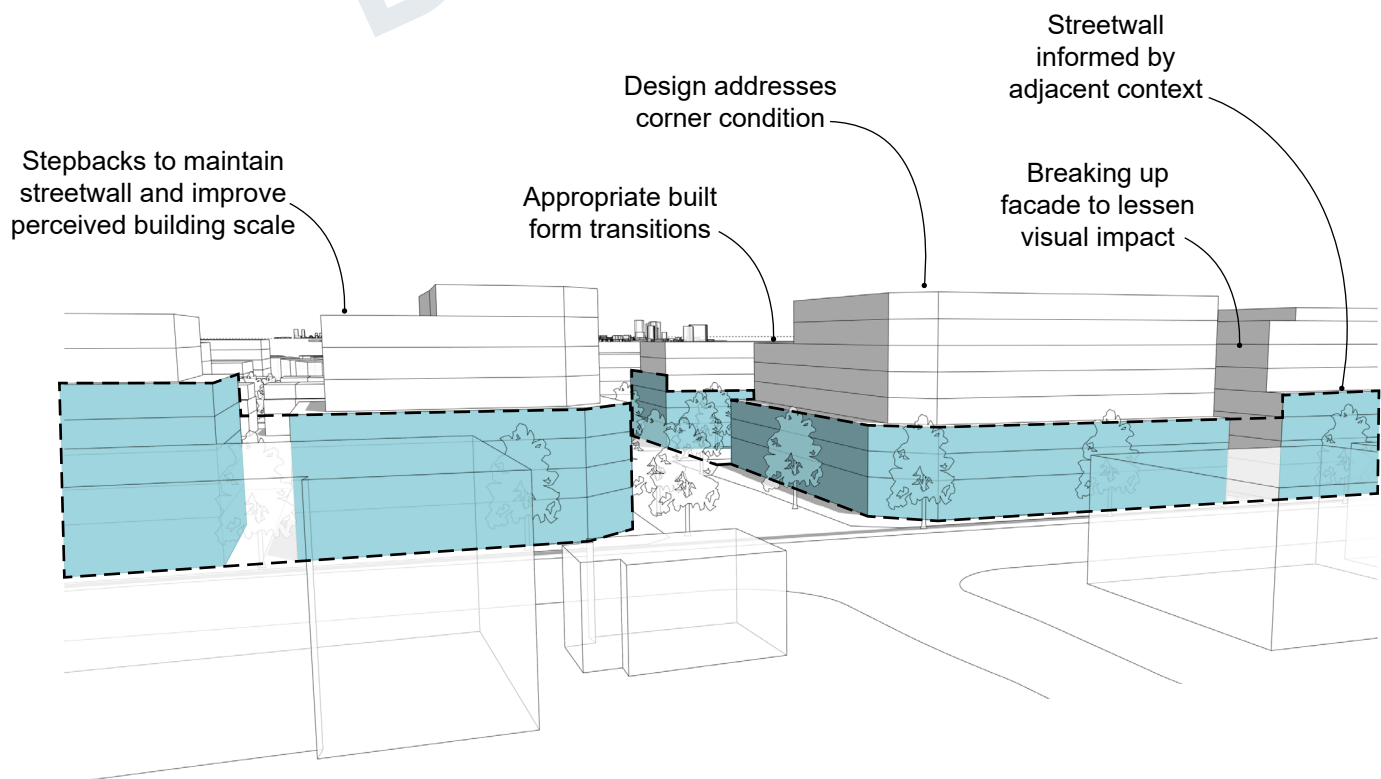 Streetwall
informed by
adjacent context
Design addresses
corner condition
Stepbacks to maintain
streetwall and improve
perceived building scale
Appropriate built
form transitions
Breaking up
facade to lessen
visual impact